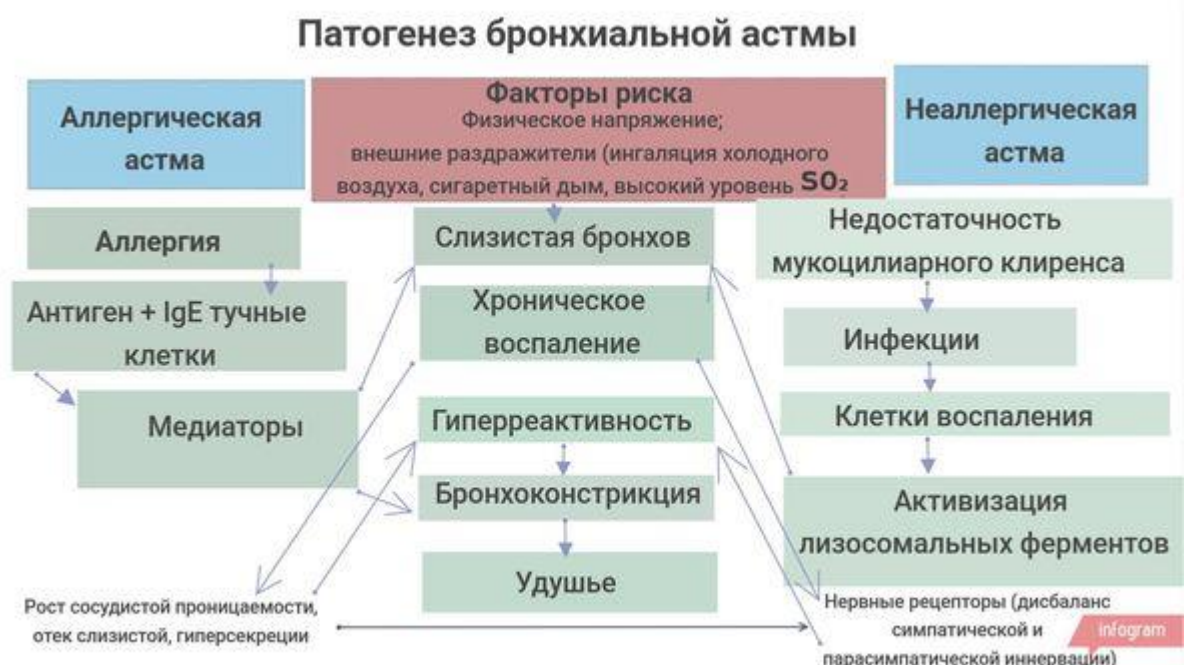 Патогенез бронхиальной астмы
Аллергическая
астма
Факторы риска
Физическое напряжение;
внешние раздражители (ингаляция холодного
воздуха, сигаретный дым, высокий уровень SO₂
Неаллергическая
астма
Аллергия
Антиген + IgE тучные
клетки
Медиаторы
Слизистая бронхов
Хроническое
воспаление
Гиперреактивность
Бронхоконстрикция
Удушье
Недостаточность
мукоцилиарного клиренса
Инфекции
Клетки воспаления
Активизация
лизосомальных ферментов
Рост сосудистой проницаемости,
отек слизистой, гиперсекреции
Нервные рецепторы (дисбаланс
симпатической и
парасимпатической иннервации)
infogram